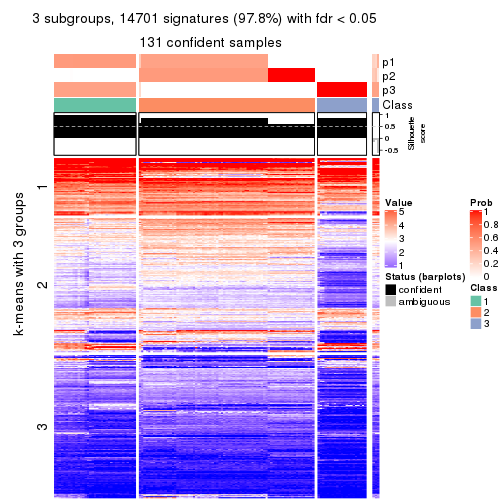 3 subgroups, 14701 signatures (97.8%) with fdr < 0.05
131 confident samples
p1
p2
p3
Class
1
0.5
0
-0.5
Silhouette
score
k-means with 3 groups
1
2
3
Value
5
4
3
2
1
Status (barplots)
confident
ambiguous
Prob
1
0.8
0.6
0.4
0.2
0
Class
1
2
3